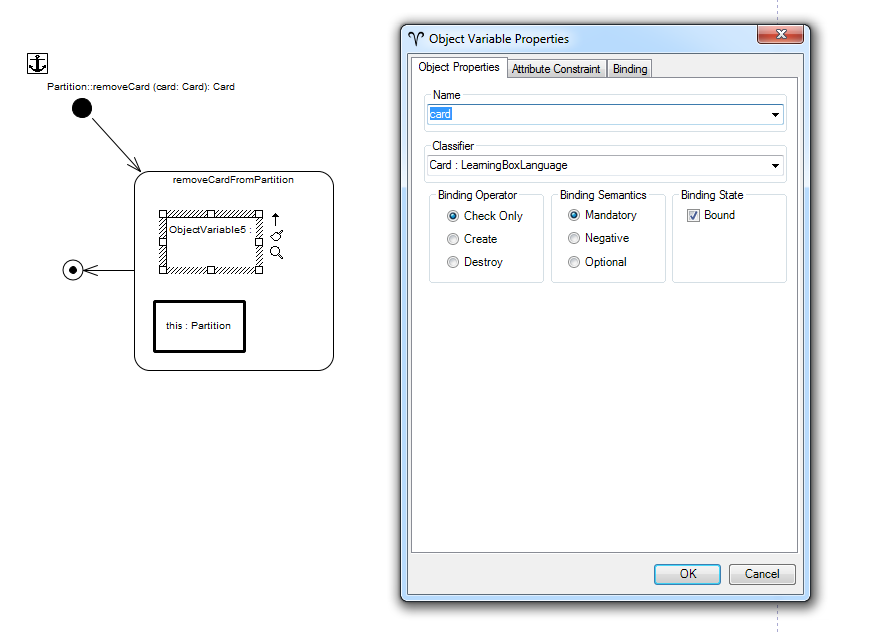 Partition::removeCard (card: Card): Card
removeCardFromPartition
ObjectVariable5 :
this : Partition
Object Variable Properties
Object Properties
Attribute Constraint
Binding
Name
card
Classifier
Card : LearningBoxLanguage
Binding Operator
Check Only
Create
Destroy
Binding Semantics
Mandatory
Negative
Optional
Binding State
Bound
OK
Cancel